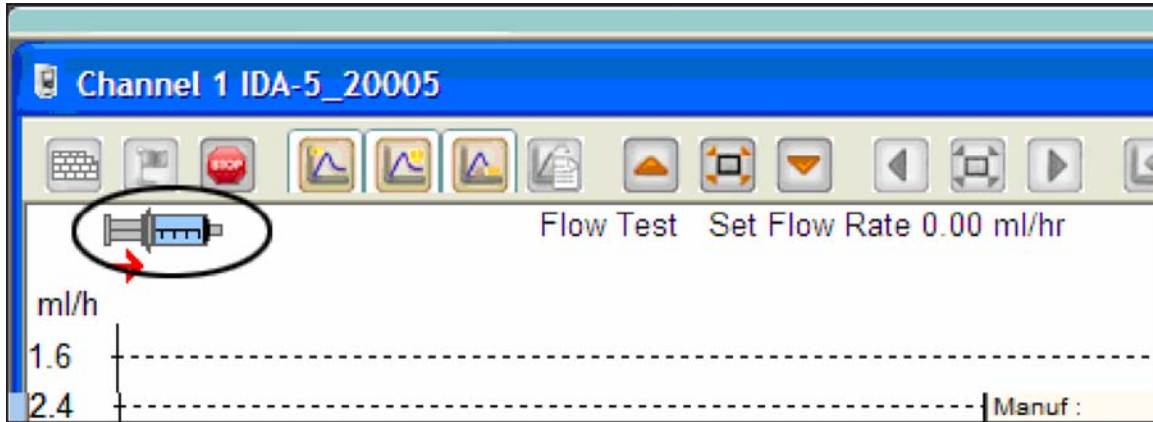 Channel 1 IDA-5_20005
STOP
Flow Test Set Flow Rate 0.00 ml/hr
ml/h
1.6
2.4
Manuf :